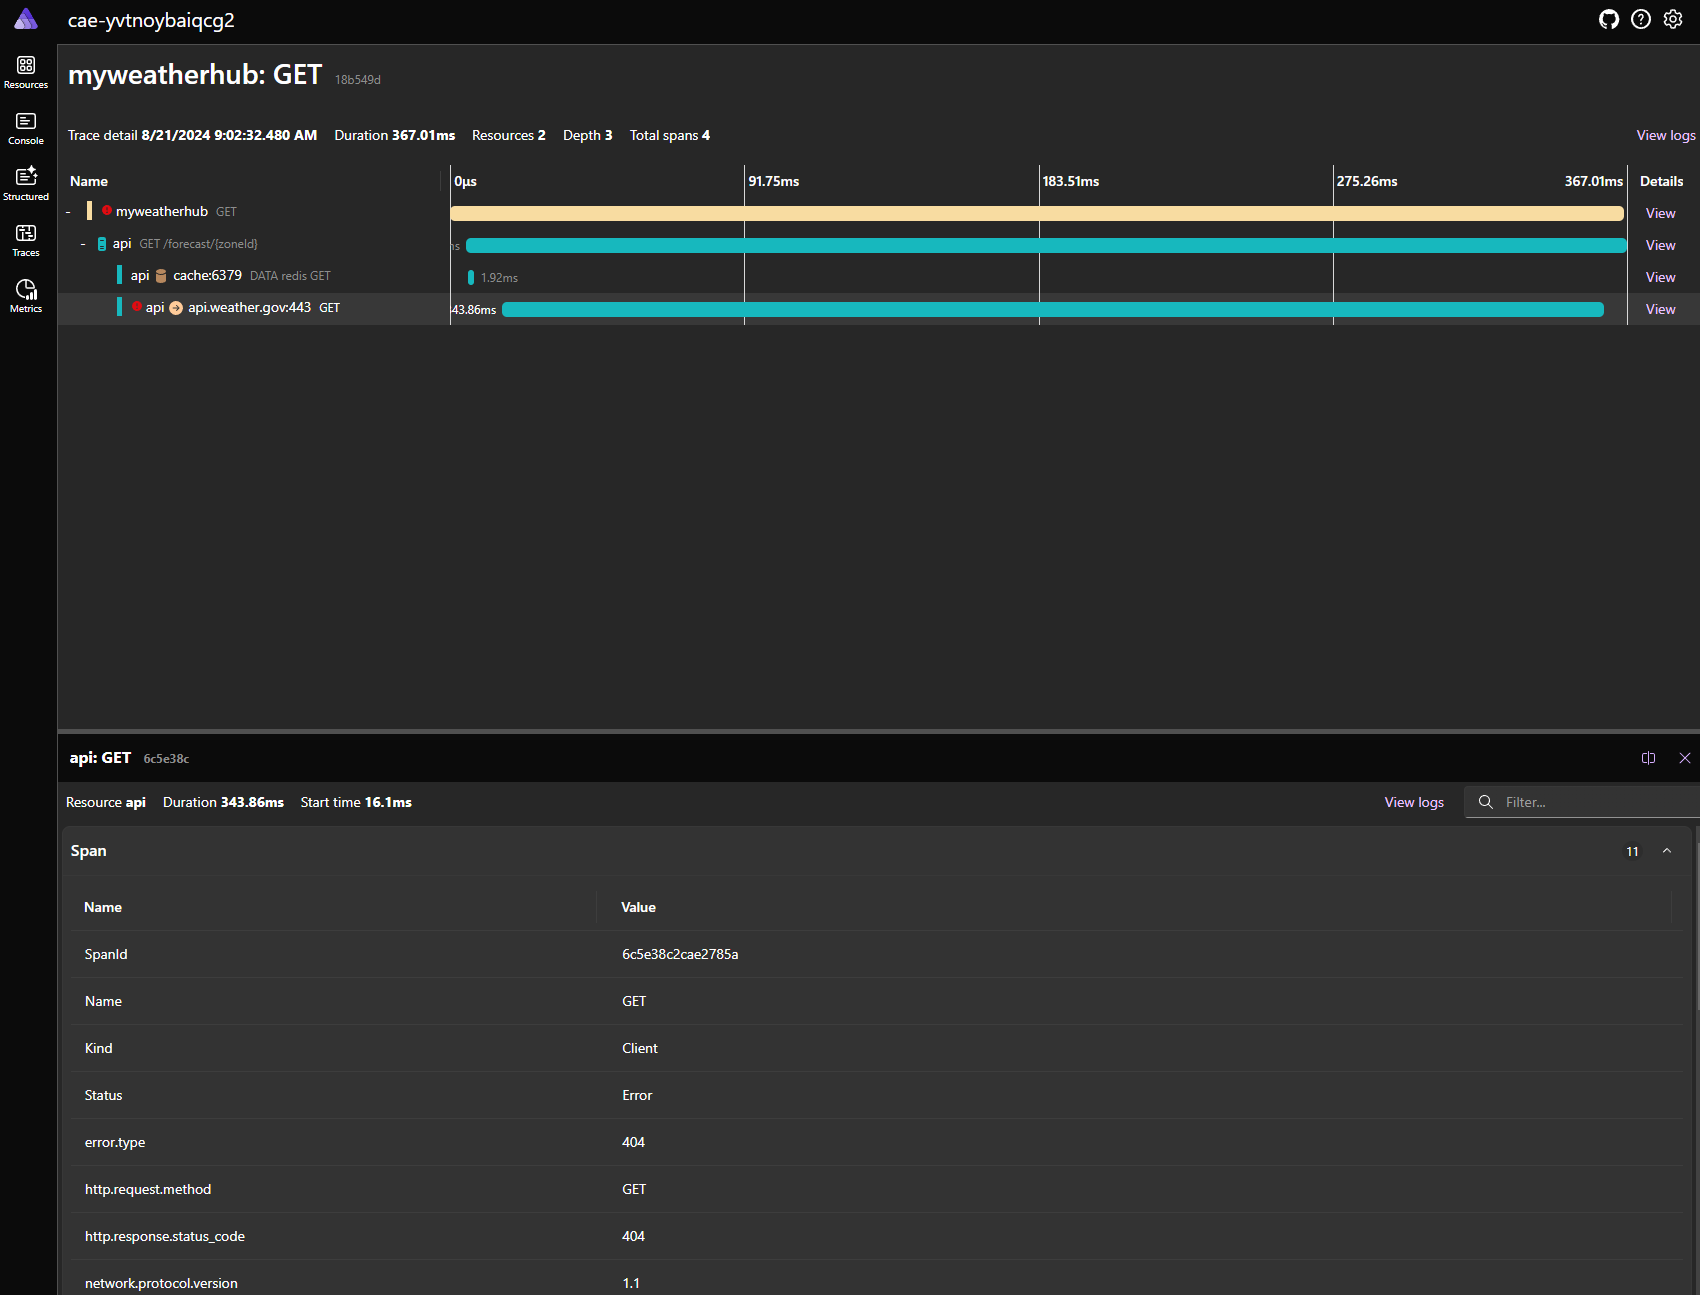 cae-yvtnoybaiqcg2
Resources
Console
Structured
Traces
Metrics
myweatherhub: GET 18b549d
Trace detail 8/21/2024 9:02:32.480 AM Duration 367.01ms Resources 2 Depth 3 Total spans 4 View logs
Name 0μs 91.75ms 183.51ms 275.26ms 367.01ms Details
- myweatherhub GET View
- api GET /forecast/{zoneId} View
api cache:6379 DATA redis GET 1.92ms View
api api.weather.gov:443 GET 43.86ms View
api: GET 6c5e38c
Resource api Duration 343.86ms Start time 16.1ms View logs Filter...
Span 11
Name Value
SpanId 6c5e38c2cae2785a
Name GET
Kind Client
Status Error
error.type 404
http.request.method GET
http.response.status_code 404
network.protocol.version 1.1